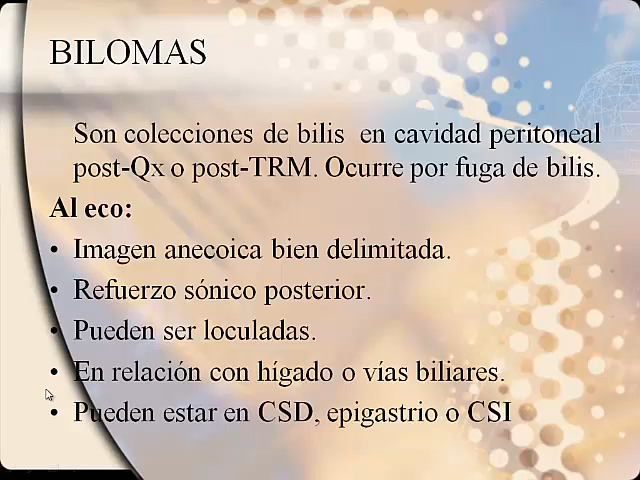 BILOMAS
Son colecciones de bilis en cavidad peritoneal
post-Qx o post-TRM. Ocurre por fuga de bilis.
Al eco:
• Imagen anecoica bien delimitada.
• Refuerzo sónico posterior.
• Pueden ser loculadas.
• En relación con hígado o vías biliares.
• Pueden estar en CSD, epigastrio o CSI